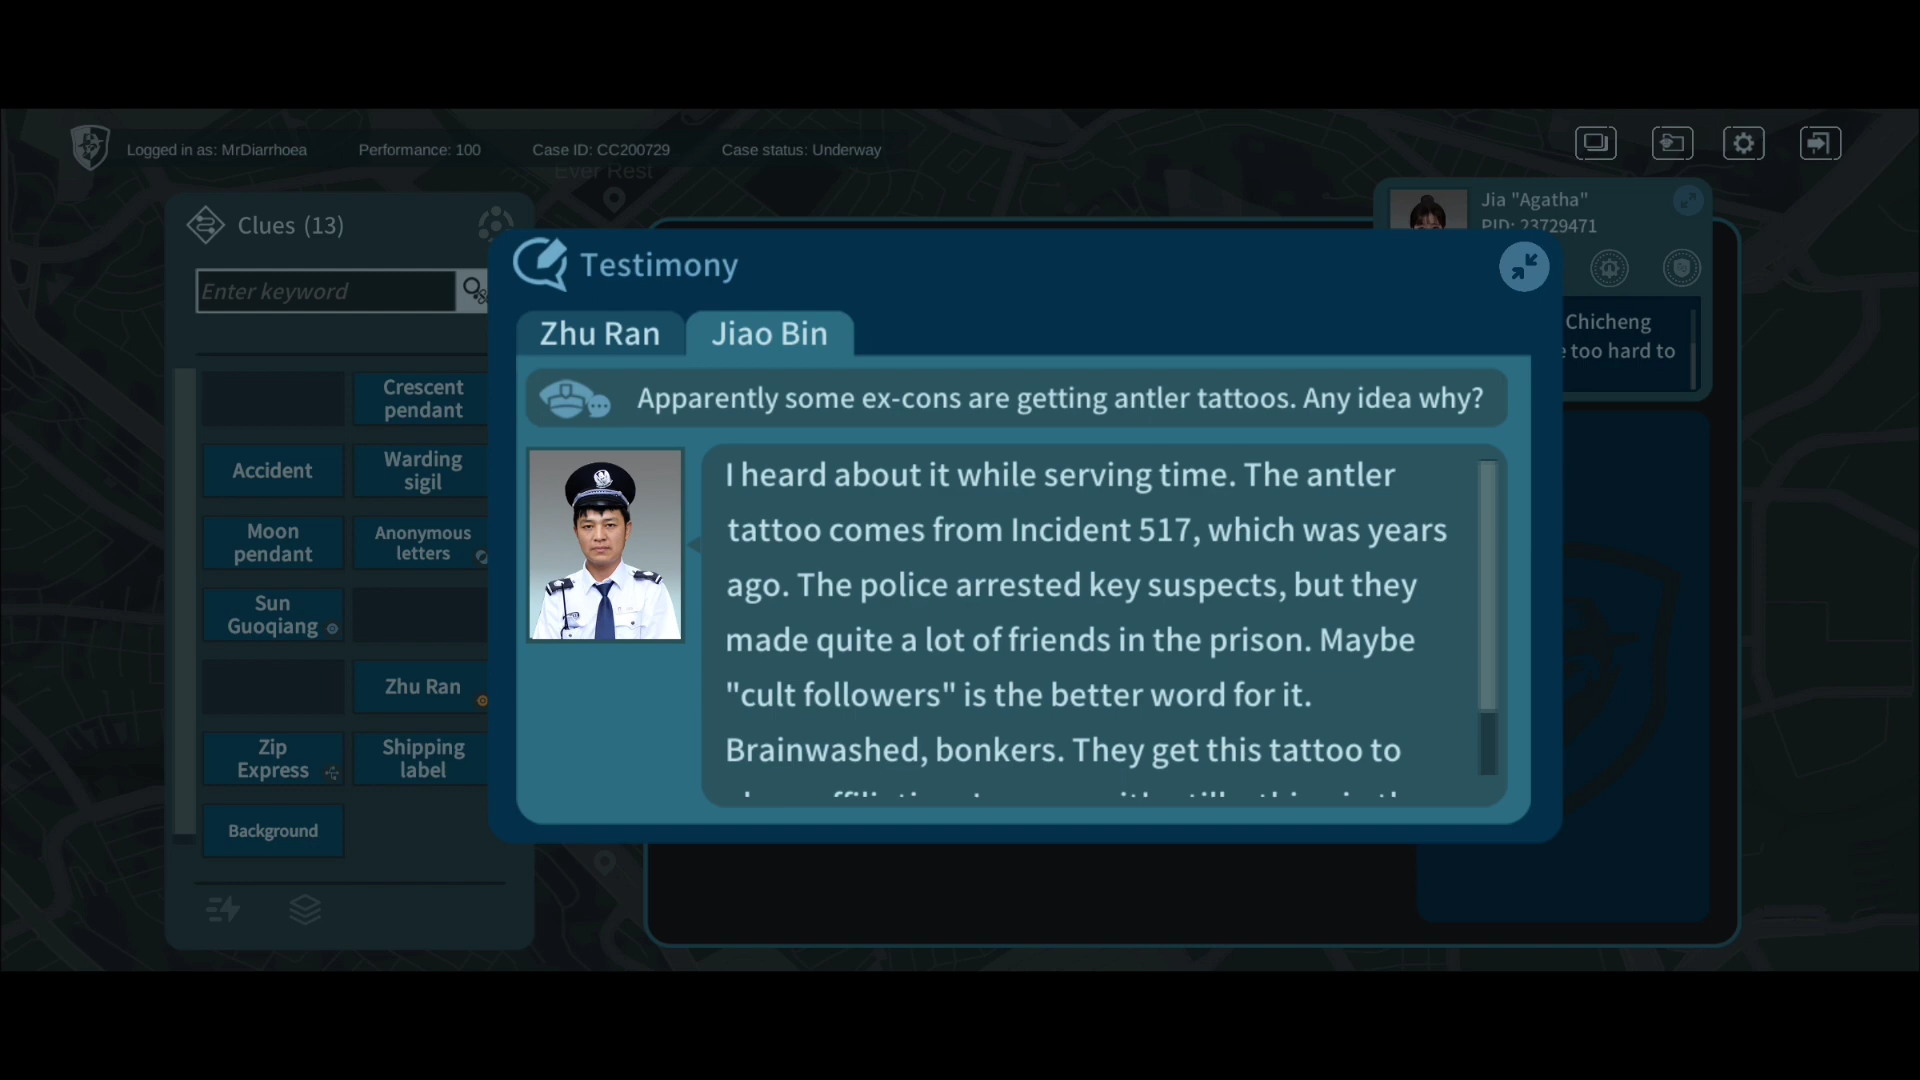 Logged in as: MrDiarrhoea
Performance: 100
Case ID: CC200729
Case status: Underway
Ever Rest
Clues (13)
Enter keyword
Crescent
pendant
Accident
Warding
sigil
Moon
pendant
Anonymous
letters
Sun
Guoqiang
Zhu Ran
Zip
Express
Shipping
label
Background
Testimony
Zhu Ran
Jiao Bin
Apparently some ex-cons are getting antler tattoos. Any idea why?
I heard about it while serving time. The antler
tattoo comes from Incident 517, which was years
ago. The police arrested key suspects, but they
made quite a lot of friends in the prison. Maybe
"cult followers" is the better word for it.
Brainwashed, bonkers. They get this tattoo to
Jia "Agatha"
PID: 23729471
Chicheng
too hard to